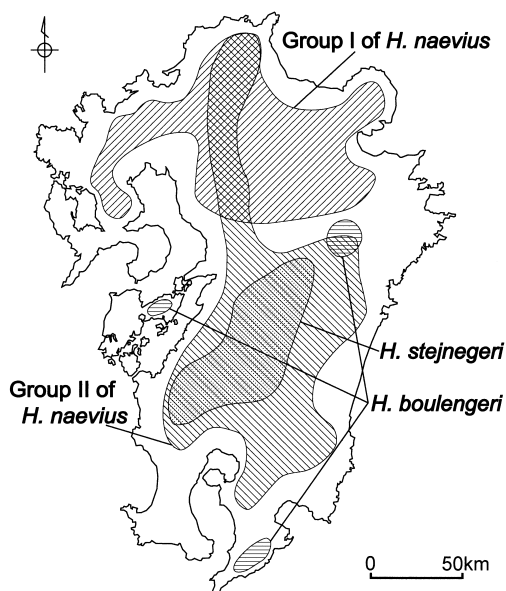 Group I of H. naevius
H. stejnegeri
Group II of
H. naevius
H. boulengeri
0 50km